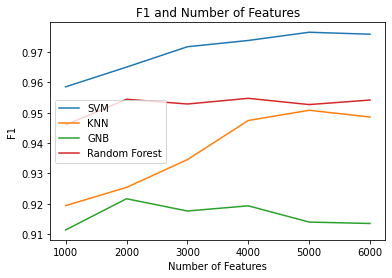 F1 and Number of Features
0.97
0.96
0.95
0.94
0.93
0.92
0.91
F1
SVM
KNN
GNB
Random Forest
1000 2000 3000 4000 5000 6000
Number of Features